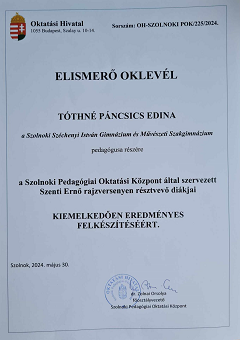 Oktatási Hivatal
1055 Budapest, Szalay u. 10-14.
Sorszám: OH-SZOLNOKI POK/225/2024.
ELISMERŐ OKLEVÉL
TÓTHNÉ PÁNCSICS EDINA
a Szolnoki Széchenyi István Gimnázium és Művészeti Szakgimnázium
pedagógusa részére
a Szolnoki Pedagógiai Oktatási Központ által szervezett
Szenti Ernő rajzversenyen résztvevő diákjai
KIEMELKEDŐEN EREDMÉNYES
FELKÉSZÍTÉSÉÉRT.
Szolnok, 2024. május 30.
dr. Orsolya
főosztályvezető
Szolnoki Pedagógiai Oktatási Központ